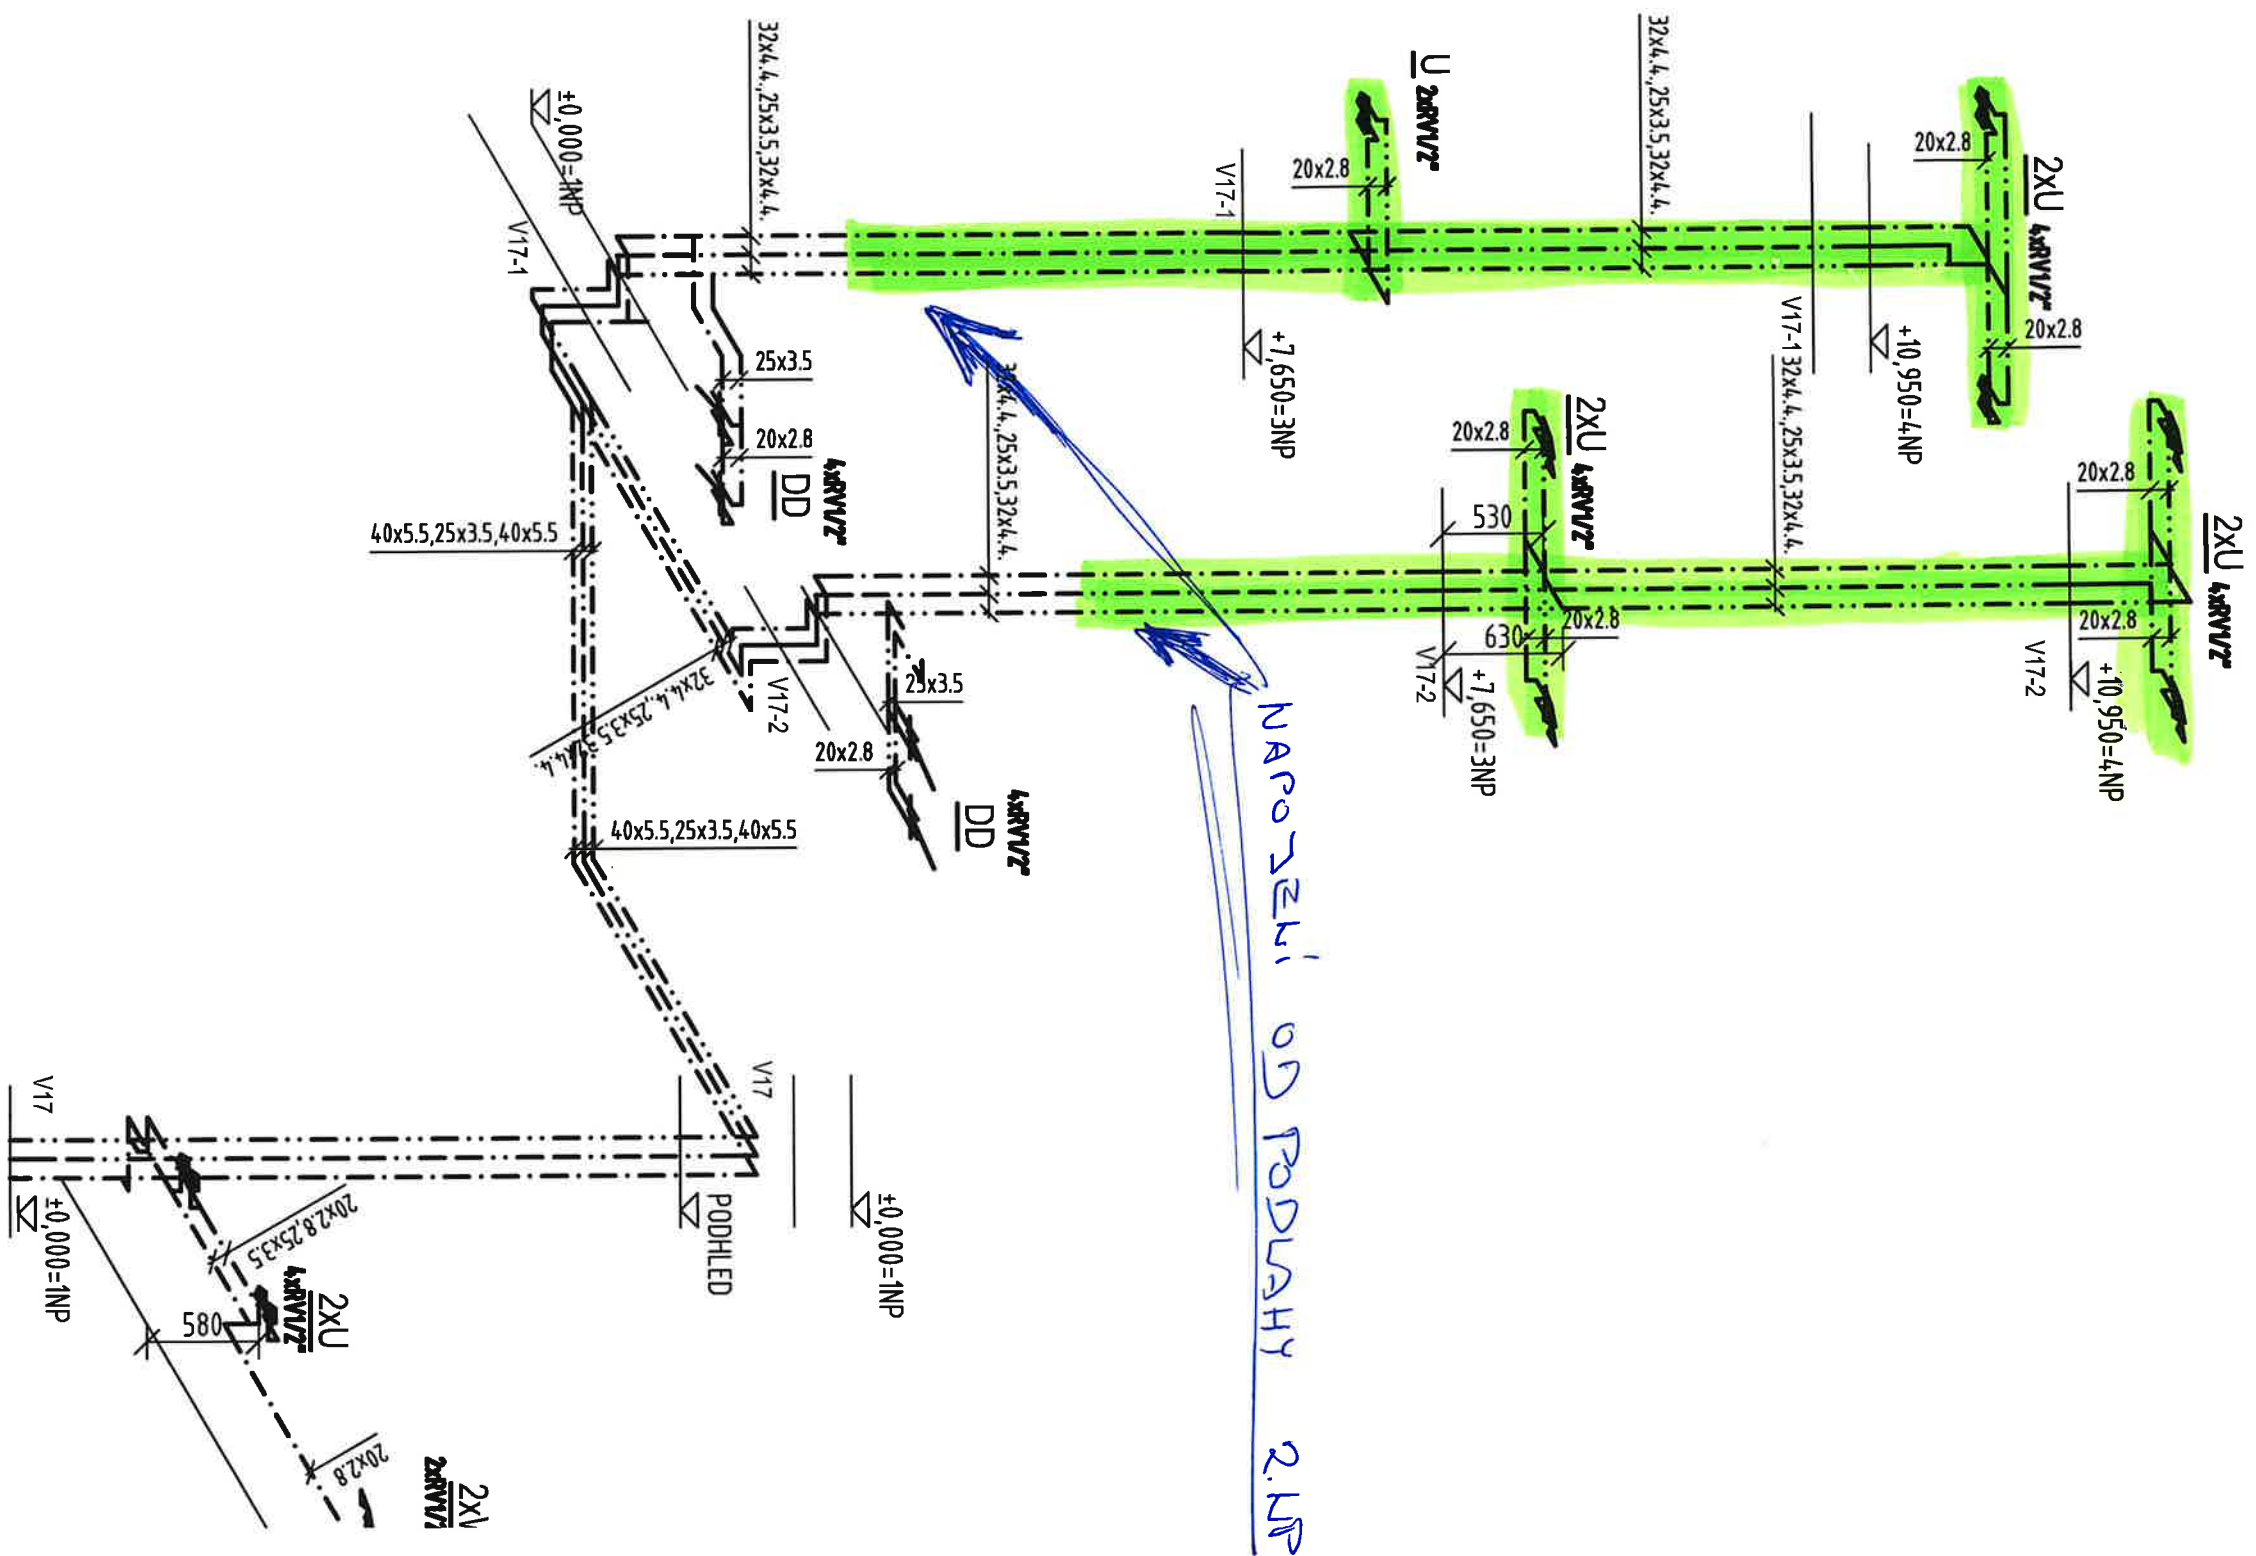 32x4.4.,25x3.5,32x4.4.
±0,000=1NP
V17-1
U
2xRV1/2"
20x2.8
V17-1
+7,650=3NP
32x4.4.,25x3.5,32x4.4.
20x2.8
2xU
4xRV1/2"
20x2.8
+10,950=4NP
V17-1
32x4.4.,25x3.5,32x4.4.
25x3.5
20x2.8
4xRV1/2"
DD
40x5.5,25x3.5,40x5.5
32x4.4.,25x3.5,32x4.4.
2xU
4xRV1/2"
20x2.8
530
20x2.8
630
V17-2
+7,650=3NP
20x2.8
2xU
4xRV1/2"
20x2.8
V17-2
+10,950=4NP
V17-2
32x4.4.,25x3.5,32x4.4.
25x3.5
20x2.8
4xRV1/2"
DD
40x5.5,25x3.5,40x5.5
NAPOJENÍ OD PODLAHY 2.NP
V17
PODHLED
±0,000=1NP
V17
±0,000=1NP
20x2.8,25x3.5
2xU
4xRV1/2"
580
20x2.8